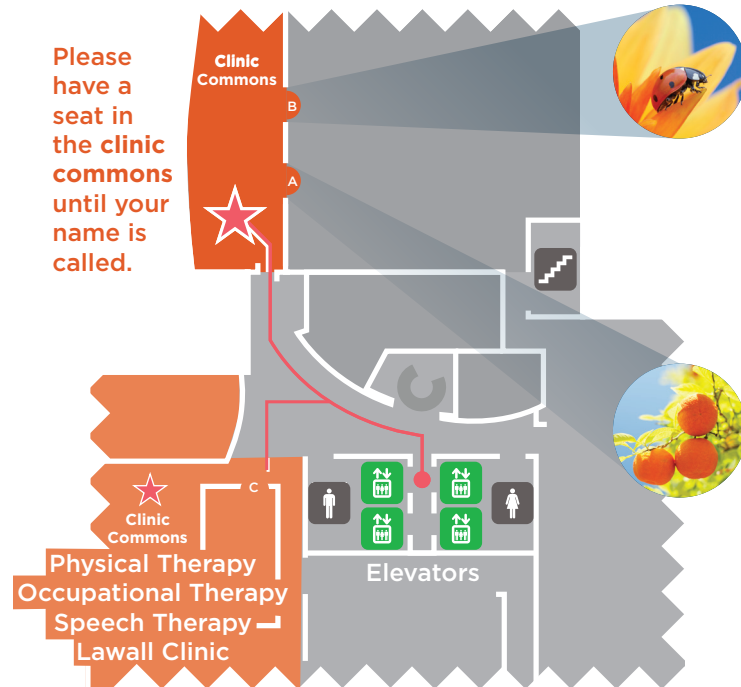 Please
have a
seat in
the clinic
commons
until your
name is
called.
Clinic
Commons
B
A
C
Clinic
Commons
Physical Therapy
Occupational Therapy
Speech Therapy
Lawall Clinic
Elevators